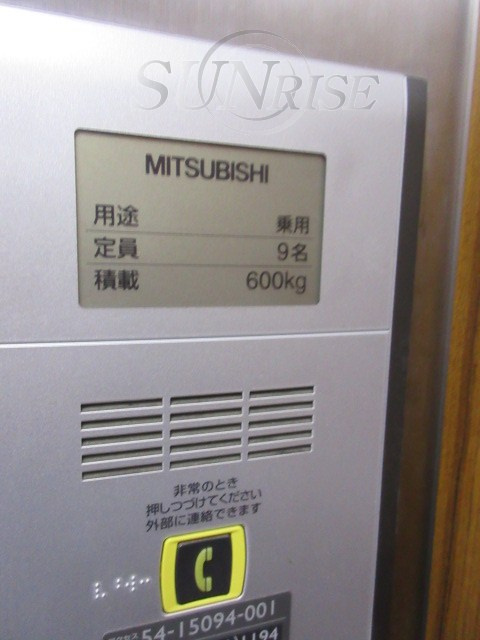 SUNRISE
MITSUBISHI
用途 乗用
定員 9名
積載 600kg
非常のとき
押しつづけてください
外部に連絡できます
54-15094-001
1194